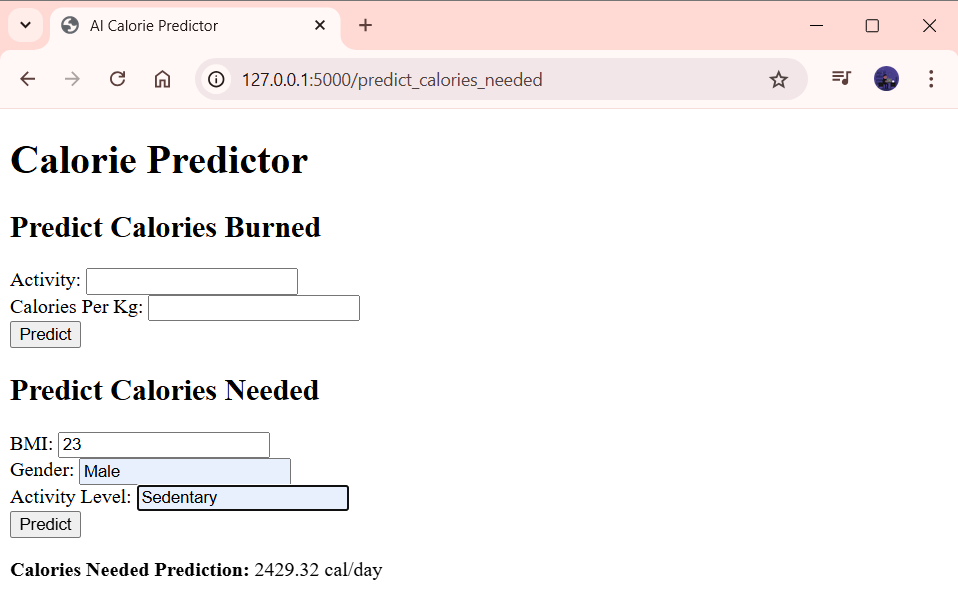 AI Calorie Predictor
127.0.0.1:5000/predict_calories_needed
Calorie Predictor
Predict Calories Burned
Activity:
Calories Per Kg:
Predict
Predict Calories Needed
BMI: 23
Gender: Male
Activity Level: Sedentary
Predict
Calories Needed Prediction: 2429.32 cal/day